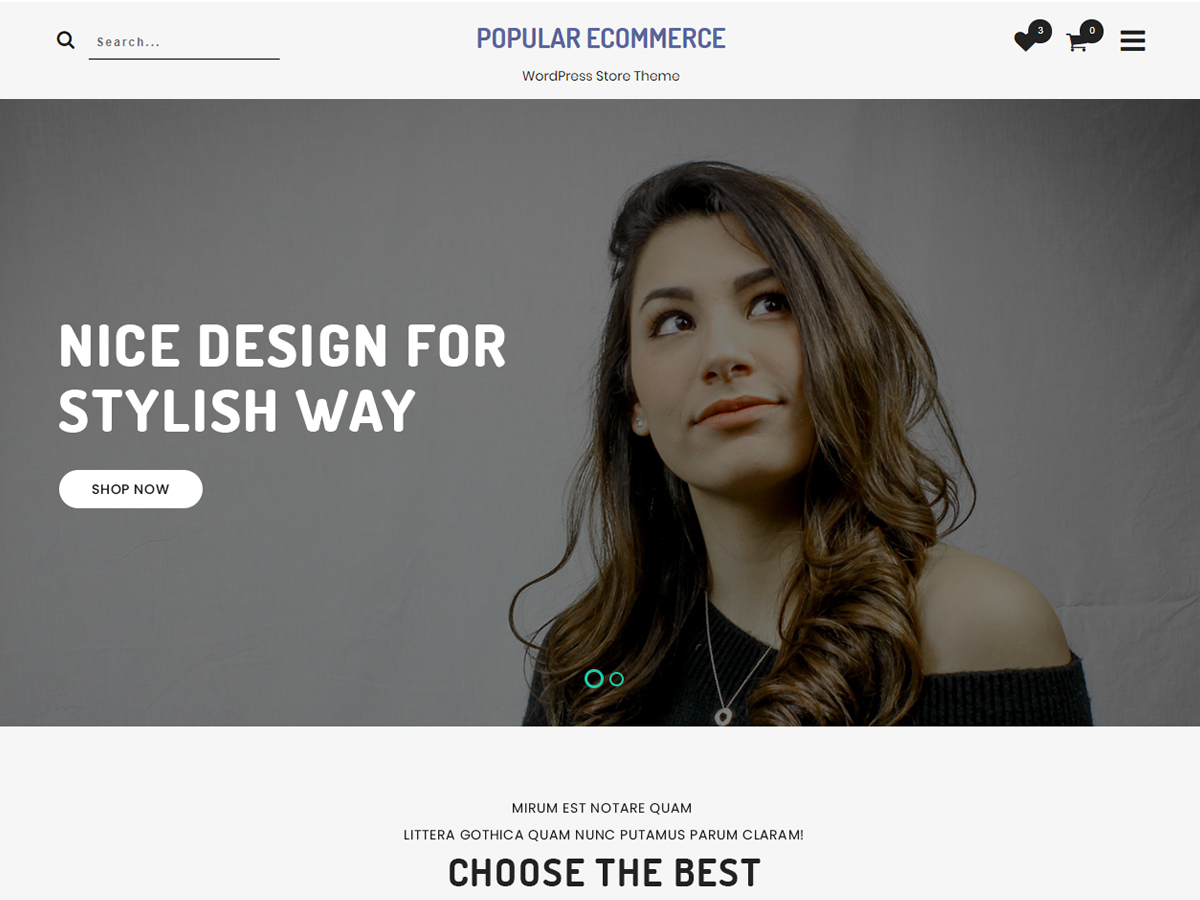 Search...
POPULAR ECOMMERCE
WordPress Store Theme
3
0
NICE DESIGN FOR
STYLISH WAY
SHOP NOW
MIRUM EST NOTARE QUAM
LITTERA GOTHICA QUAM NUNC PUTAMUS PARUM CLARAM!
CHOOSE THE BEST